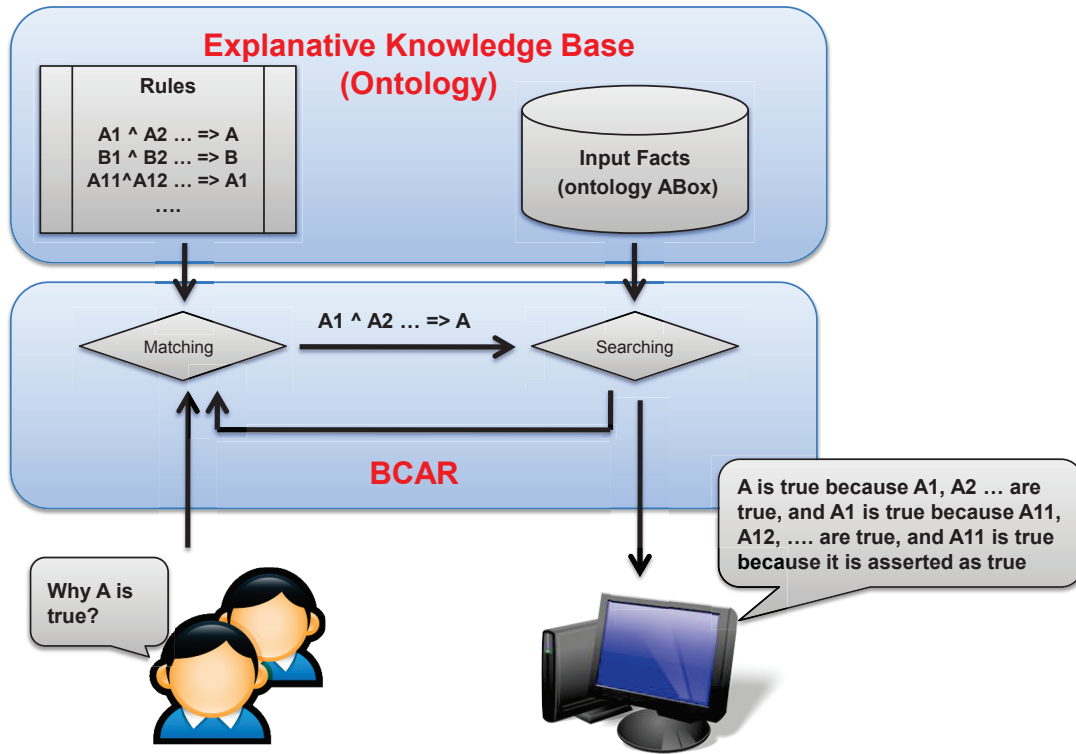 Explanative Knowledge Base
(Ontology)
Rules
A1 ^ A2 … => A
B1 ^ B2 … => B
A11^A12 … => A1
….
Input Facts
(ontology ABox)
Matching
A1 ^ A2 … => A
Searching
BCAR
Why A is
true?
A is true because A1, A2 … are
true, and A1 is true because A11,
A12, …. are true, and A11 is true
because it is asserted as true